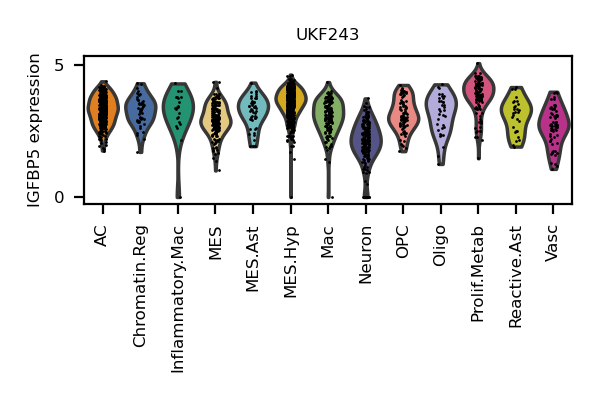 UKF243
IGFBP5 expression
5
0
AC
Chromatin.Reg
Inflammatory.Mac
MES
MES.Ast
MES.Hyp
Mac
Neuron
OPC
Oligo
Prolif.Metab
Reactive.Ast
Vasc